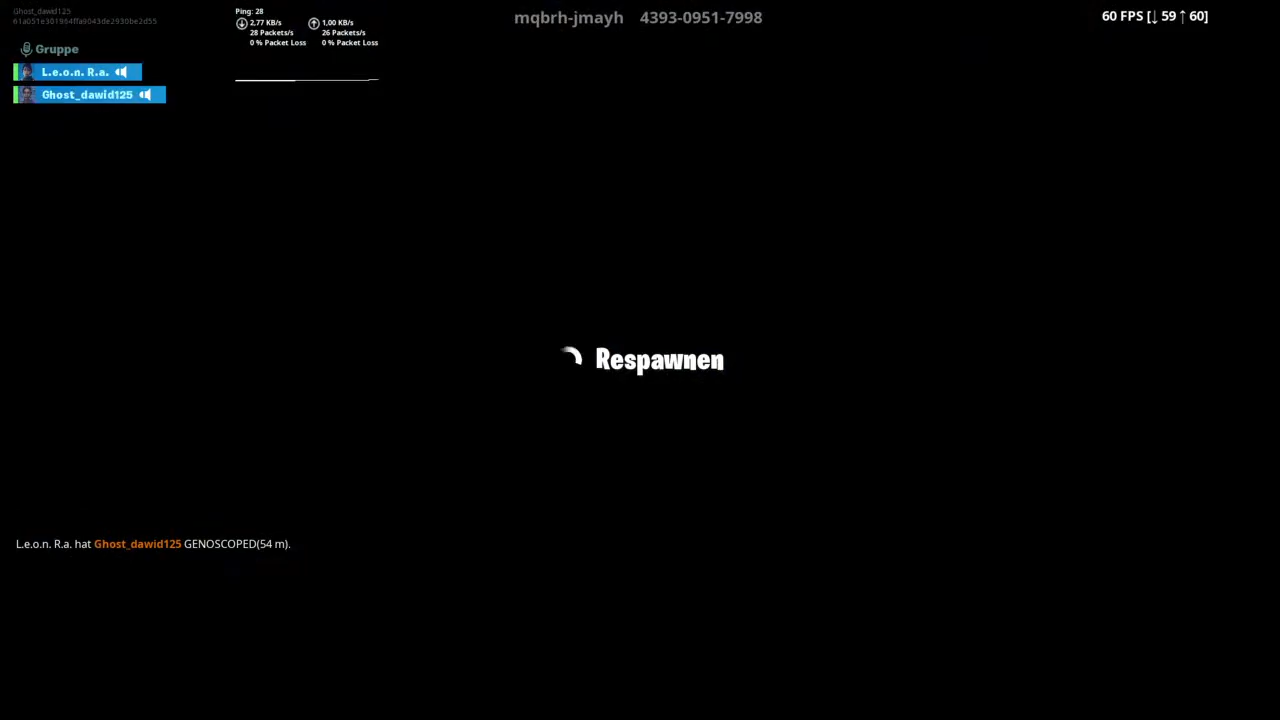 Ghost_dawid125
61a051e301964ffa9043de2930be2d55
Ping: 28
2,77 KB/s
28 Packets/s
0 % Packet Loss
1,00 KB/s
26 Packets/s
0 % Packet Loss
mqbrh-jmayh 4393-0951-7998
60 FPS [↓ 59 ↑ 60]
Gruppe
L.e.o.n. R.a.
Ghost_dawid125
Respawnen
L.e.o.n. R.a. hat Ghost_dawid125 GENOSCOPED(54 m).